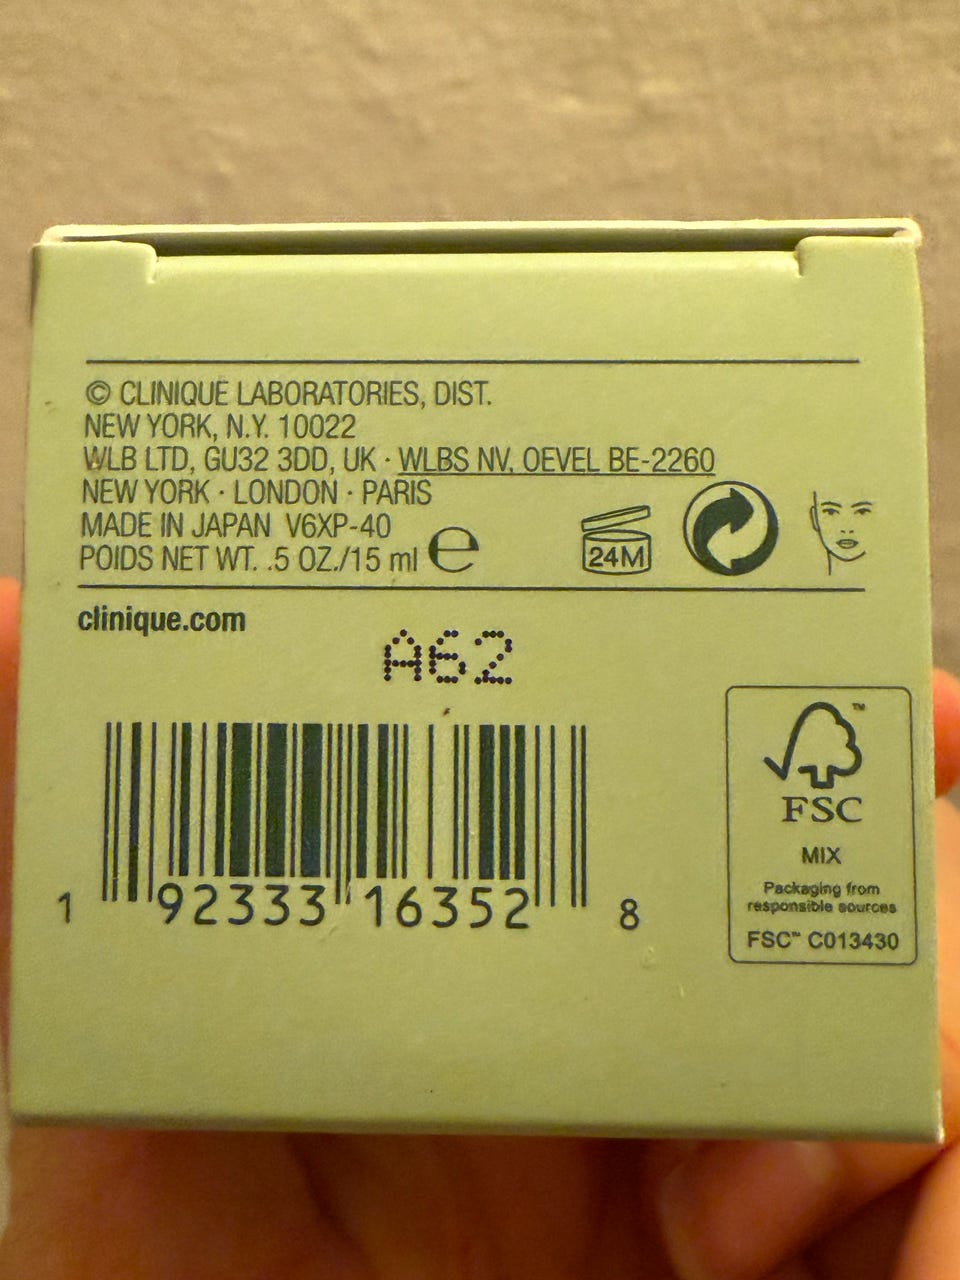 © CLINIQUE LABORATORIES, DIST.
NEW YORK, N.Y. 10022
WLB LTD, GU32 3DD, UK · WLBS NV, OEVEL BE-2260
NEW YORK · LONDON · PARIS
MADE IN JAPAN V6XP-40
POIDS NET WT. .5 OZ./15 ml e
24M
clinique.com
A62
1 92333 16352 8
FSC™
MIX
Packaging from
responsible sources
FSC™ C013430